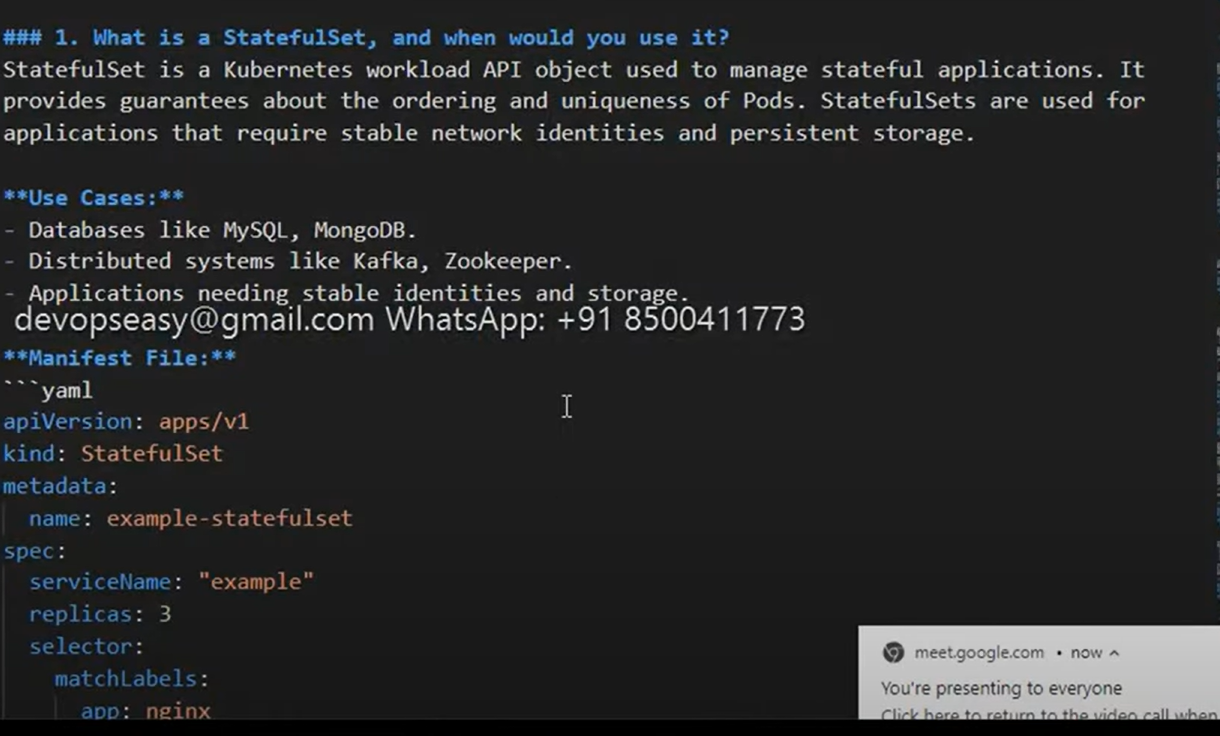 ### 1. What is a StatefulSet, and when would you use it?
StatefulSet is a Kubernetes workload API object used to manage stateful applications. It
provides guarantees about the ordering and uniqueness of Pods. StatefulSets are used for
applications that require stable network identities and persistent storage.
**Use Cases:**
- Databases like MySQL, MongoDB.
- Distributed systems like Kafka, Zookeeper.
- Applications needing stable identities and storage.
devopseasy@gmail.com WhatsApp: +91 8500411773
**Manifest File:**
```yaml
apiVersion: apps/v1
kind: StatefulSet
metadata:
  name: example-statefulset
spec:
  serviceName: "example"
  replicas: 3
  selector:
    matchLabels:
      app: nginx
meet.google.com • now
You're presenting to everyone
Click here to return to the video call when